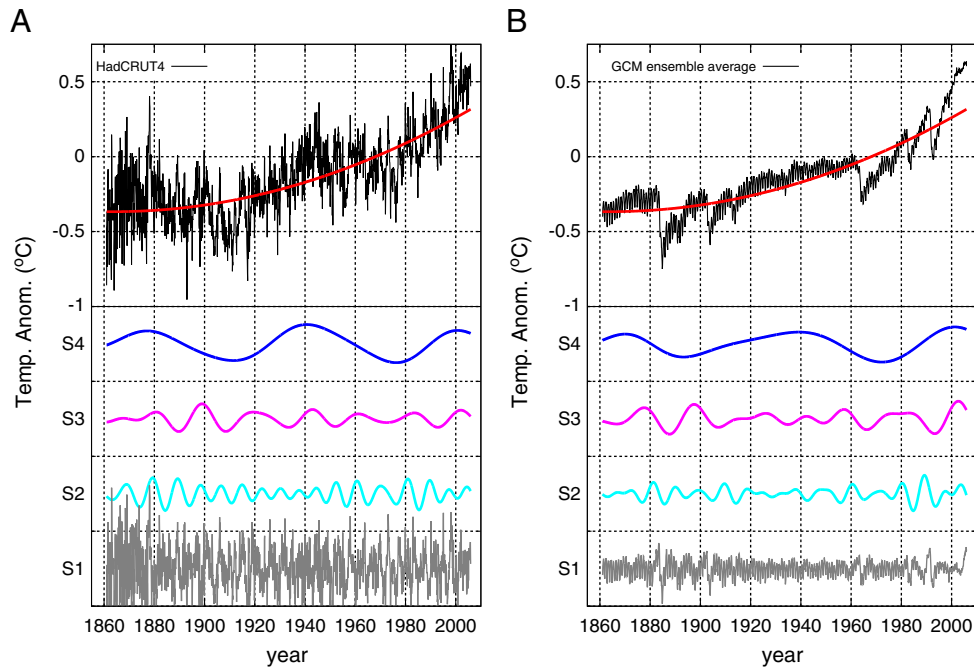 A
HadCRUT4
0.5
0
-0.5
-1
Temp. Anom. (°C)
S4
S3
S2
S1
1860 1880 1900 1920 1940 1960 1980 2000
year
B
GCM ensemble average
0.5
0
-0.5
-1
Temp. Anom. (°C)
S4
S3
S2
S1
1860 1880 1900 1920 1940 1960 1980 2000
year